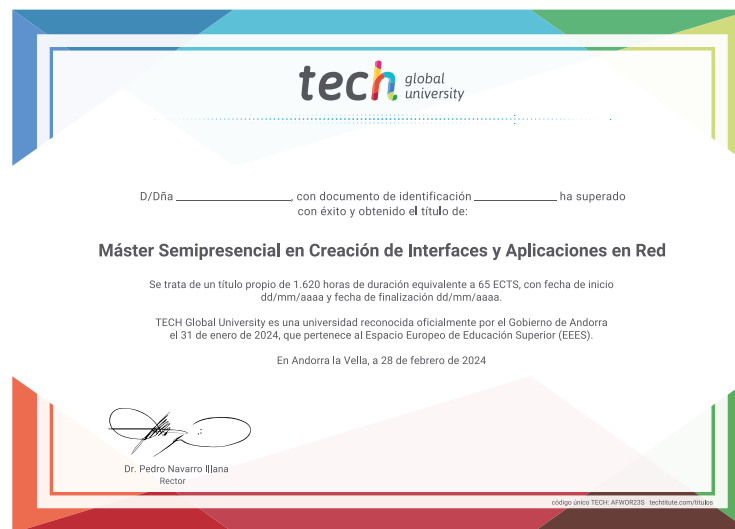 tech global
university
D/Dña ____________, con documento de identificación ____________ ha superado
con éxito y obtenido el título de:
Máster Semipresencial en Creación de Interfaces y Aplicaciones en Red
Se trata de un título propio de 1.620 horas de duración equivalente a 65 ECTS, con fecha de inicio
dd/mm/aaaa y fecha de finalización dd/mm/aaaa.
TECH Global University es una universidad reconocida oficialmente por el Gobierno de Andorra
el 31 de enero de 2024, que pertenece al Espacio Europeo de Educación Superior (EEES).
En Andorra la Vella, a 28 de febrero de 2024
Dr. Pedro Navarro Illana
Rector
código único TECH: AFWOR23S techtitute.com/titulos